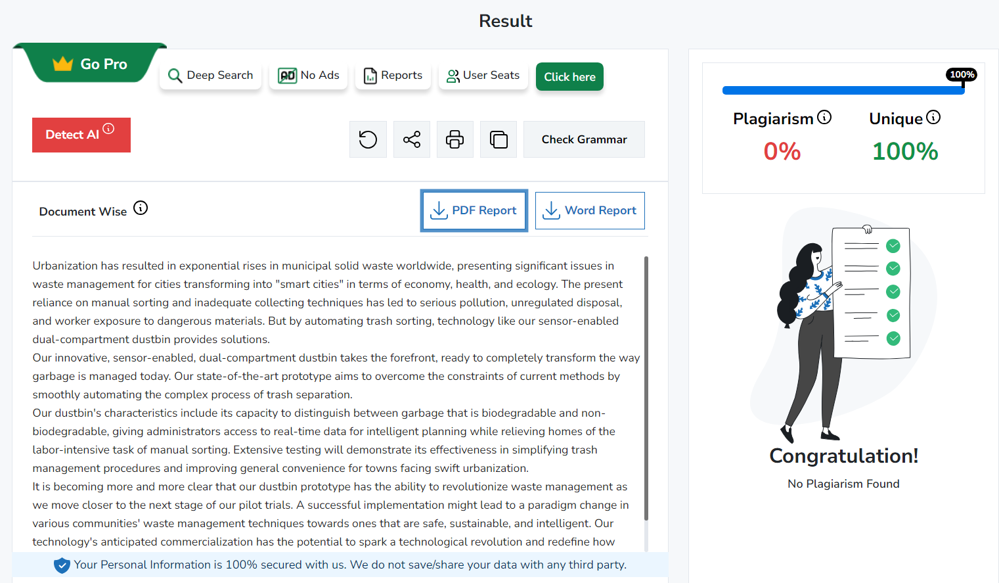 Result
Go Pro
Deep Search
No Ads
Reports
User Seats
Click here
Detect AI
Check Grammar
Document Wise
PDF Report
Word Report
Urbanization has resulted in exponential rises in municipal solid waste worldwide, presenting significant issues in
waste management for cities transforming into "smart cities" in terms of economy, health, and ecology. The present
reliance on manual sorting and inadequate collecting techniques has led to serious pollution, unregulated disposal,
and worker exposure to dangerous materials. But by automating trash sorting, technology like our sensor-enabled
dual-compartment dustbin provides solutions.
Our innovative, sensor-enabled, dual-compartment dustbin takes the forefront, ready to completely transform the way
garbage is managed today. Our state-of-the-art prototype aims to overcome the constraints of current methods by
smoothly automating the complex process of trash separation.
Our dustbin's characteristics include its capacity to distinguish between garbage that is biodegradable and non-
biodegradable, giving administrators access to real-time data for intelligent planning while relieving homes of the
labor-intensive task of manual sorting. Extensive testing will demonstrate its effectiveness in simplifying trash
management procedures and improving general convenience for towns facing swift urbanization.
It is becoming more and more clear that our dustbin prototype has the ability to revolutionize waste management as
we move closer to the next stage of our pilot trials. A successful implementation might lead to a paradigm change in
various communities' waste management techniques towards ones that are safe, sustainable, and intelligent. Our
technology's anticipated commercialization has the potential to spark a technological revolution and redefine how
Your Personal Information is 100% secured with us. We do not save/share your data with any third party.
100%
Plagiarism
Unique
0%
100%
Congratulation!
No Plagiarism Found